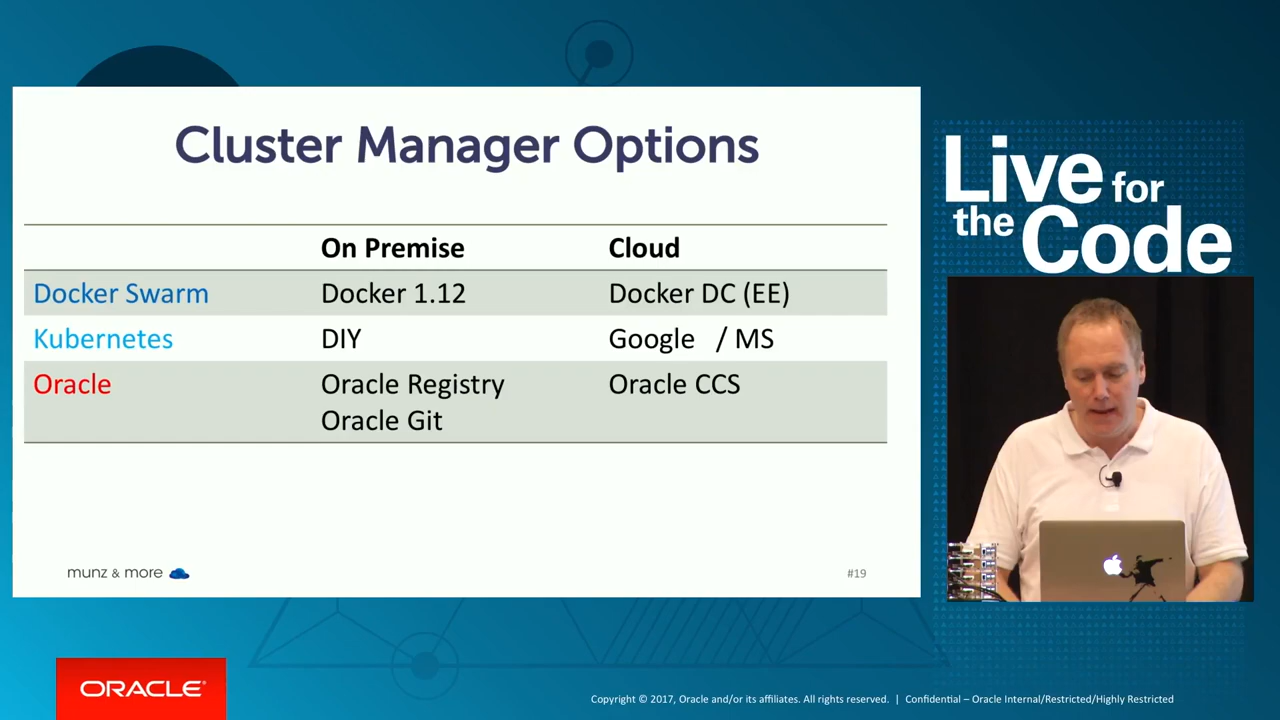 Cluster Manager Options
On Premise Cloud
Docker Swarm Docker 1.12 Docker DC (EE)
Kubernetes DIY Google / MS
Oracle Oracle Registry Oracle CCS
Oracle Git
munz & more #19
Live for
the Code
ORACLE®
Copyright © 2017, Oracle and/or its affiliates. All rights reserved. | Confidential – Oracle Internal/Restricted/Highly Restricted